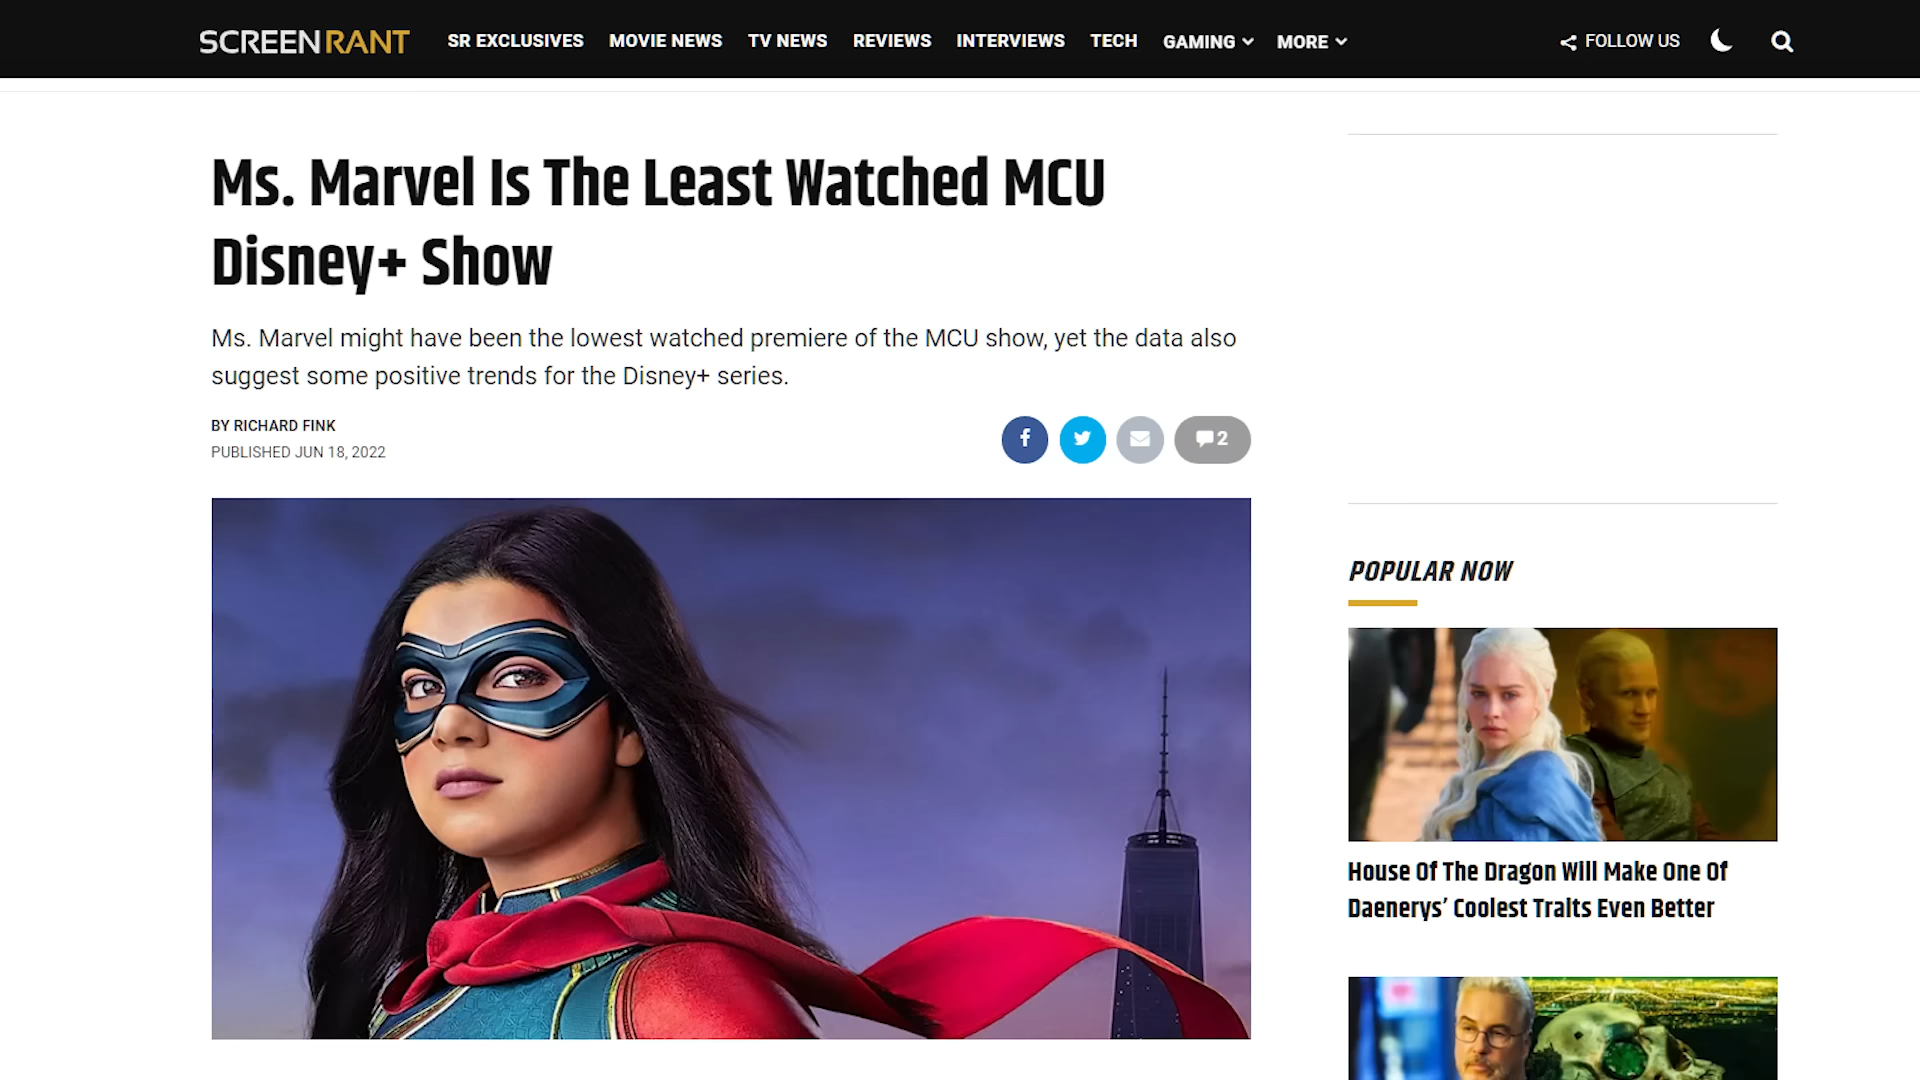 SCREENRANT SR EXCLUSIVES MOVIE NEWS TV NEWS REVIEWS INTERVIEWS TECH GAMING MORE FOLLOW US
Ms. Marvel Is The Least Watched MCU
Disney+ Show
Ms. Marvel might have been the lowest watched premiere of the MCU show, yet the data also
suggest some positive trends for the Disney+ series.
BY RICHARD FINK
PUBLISHED JUN 18, 2022
2
POPULAR NOW
House Of The Dragon Will Make One Of
Daenerys’ Coolest Traits Even Better